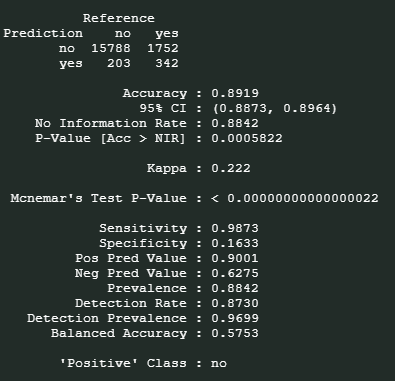 Reference
Prediction no yes
no 15788 1752
yes 203 342
Accuracy : 0.8919
95% CI : (0.8873, 0.8964)
No Information Rate : 0.8842
P-Value [Acc > NIR] : 0.0005822
Kappa : 0.222
Mcnemar's Test P-Value : < 0.00000000000000022
Sensitivity : 0.9873
Specificity : 0.1633
Pos Pred Value : 0.9001
Neg Pred Value : 0.6275
Prevalence : 0.8842
Detection Rate : 0.8730
Detection Prevalence : 0.9699
Balanced Accuracy : 0.5753
'Positive' Class : no